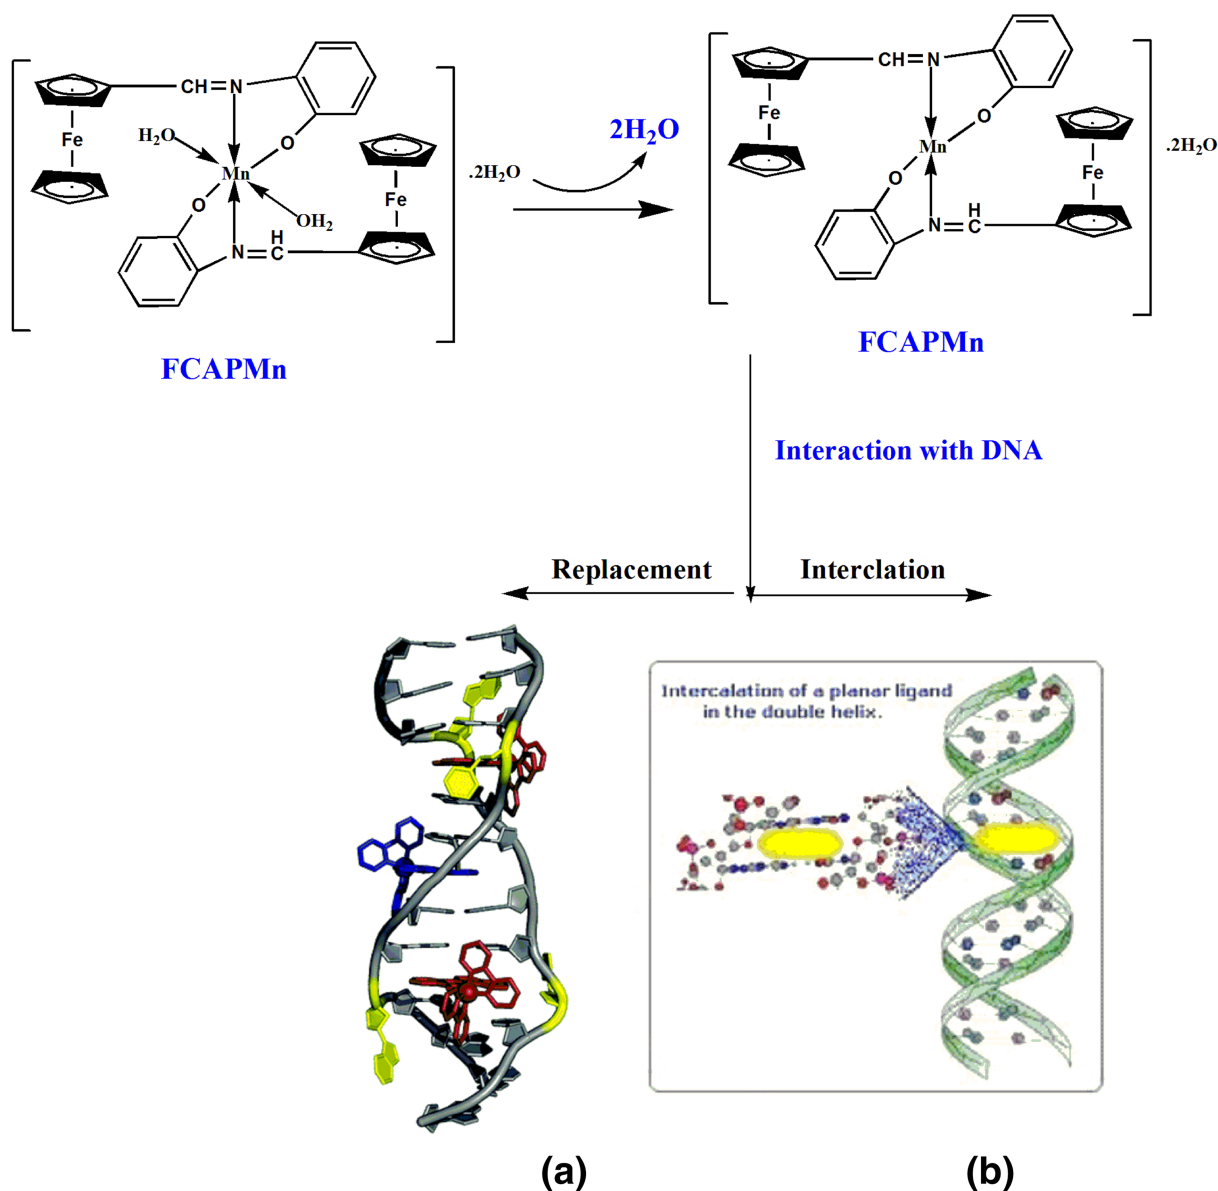 CH=N
Fe
H₂O
O
Mn
.2H₂O
O
OH₂
Fe
H
N=C
FCAPMn
2H₂O
CH=N
Fe
O
Mn
.2H₂O
O
Fe
H
N=C
FCAPMn
Interaction with DNA
Replacement
Interclation
Intercalation of a planar ligand
in the double helix.
(a)
(b)